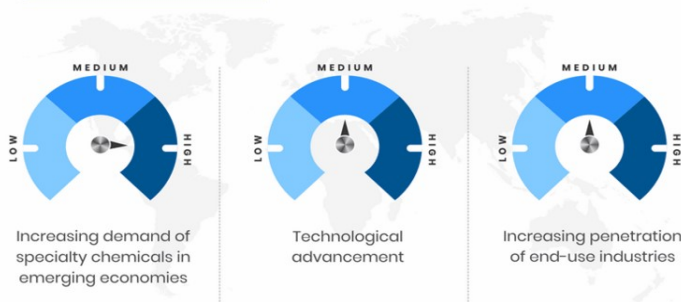 MEDIUM
LOW
HIGH
Increasing demand of
specialty chemicals in
emerging economies
MEDIUM
LOW
HIGH
Technological
advancement
MEDIUM
LOW
HIGH
Increasing penetration
of end-use industries